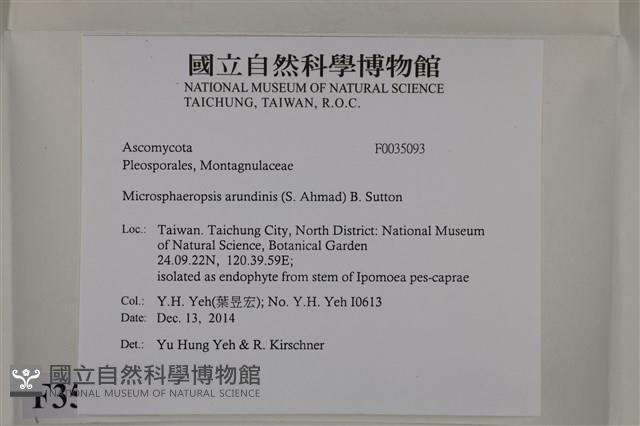 國立自然科學博物館
NATIONAL MUSEUM OF NATURAL SCIENCE
TAICHUNG, TAIWAN, R.O.C.
Ascomycota F0035093
Pleosporales, Montagnulaceae
Microsphaeropsis arundinis (S. Ahmad) B. Sutton
Loc.: Taiwan. Taichung City, North District: National Museum
of Natural Science, Botanical Garden
24.09.22N, 120.39.59E;
isolated as endophyte from stem of Ipomoea pes-caprae
Col.: Y.H. Yeh(葉昱宏); No. Y.H. Yeh I0613
Date: Dec. 13, 2014
Det.: Yu Hung Yeh & R. Kirschner
國立自然科學博物館
NATIONAL MUSEUM OF NATURAL SCIENCE